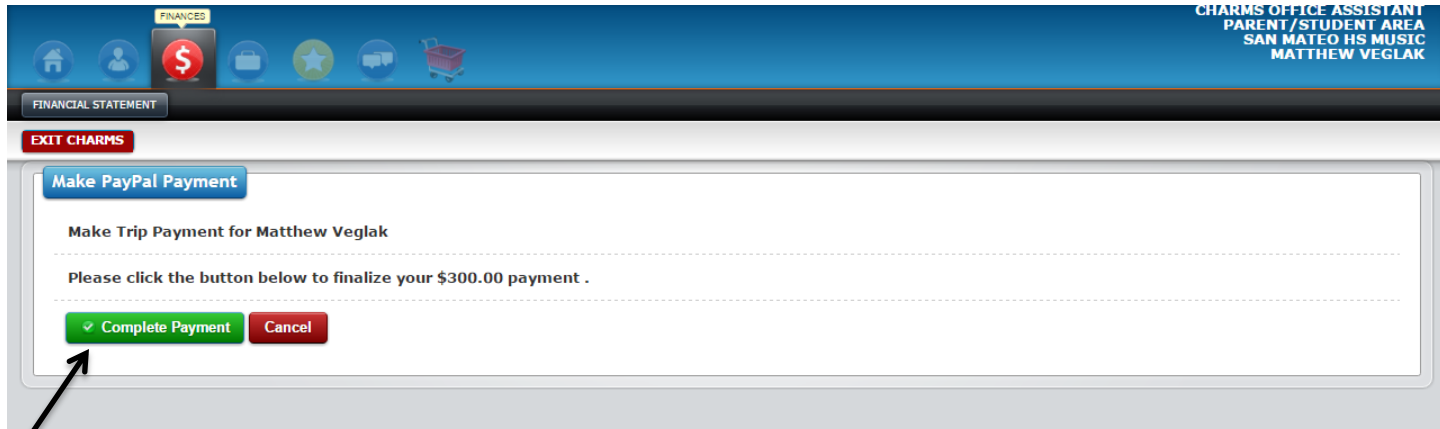 FINANCES
CHARMS OFFICE ASSISTANT
PARENT/STUDENT AREA
SAN MATEO HS MUSIC
MATTHEW VEGLAK
$
FINANCIAL STATEMENT
EXIT CHARMS
Make PayPal Payment
Make Trip Payment for Matthew Veglak
Please click the button below to finalize your $300.00 payment .
Complete Payment Cancel